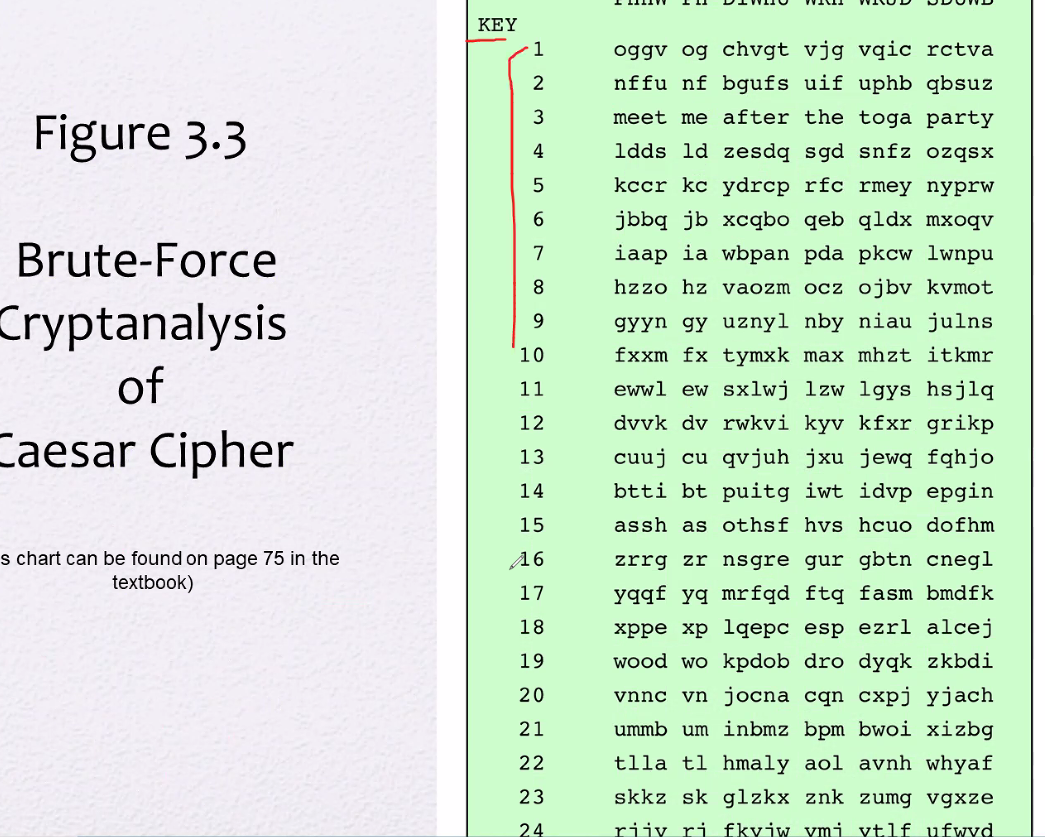 Figure 3.3
Brute-Force
Cryptanalysis
of
Caesar Cipher
s chart can be found on page 75 in the
textbook)
KEY
1 oggv og chvgt vjg vqic rctva
2 nffu nf bgufs uif uphb qbsuz
3 meet me after the toga party
4 ldds ld zesdq sgd snfz ozqsx
5 kccr kc ydrcp rfc rmey nyprw
6 jbbq jb xcqbo qeb qldx mxoqv
7 iaap ia wbpan pda pkcw lwnpu
8 hzzo hz vaozm ocz ojbv kvmot
9 gyyn gy uznyl nby niau julns
10 fxxm fx tymxk max mhzt itkmr
11 ewwl ew sxlwj lzw lgys hsjlq
12 dvvk dv rwkvi kyv kfxr grikp
13 cuuj cu qvjuh jxu jewq fqhjo
14 btti bt puitg iwt idvp epgin
15 assh as othsf hvs hcuo dofhm
16 zrrg zr nsgre gur gbtn cnegl
17 yqqf yq mrfqd ftq fasm bmdfk
18 xppe xp lqepc esp ezrl alcej
19 wood wo kpdob dro dyqk zkbdi
20 vnnc vn jocna cqn cxpj yjach
21 ummb um inbmz bpm bwoi xizbg
22 tlla tl hmaly aol avnh whyaf
23 skkz sk glzkx znk zumg vgxze
24 rjjy rj fkyjw ymj ytlf ufwyd